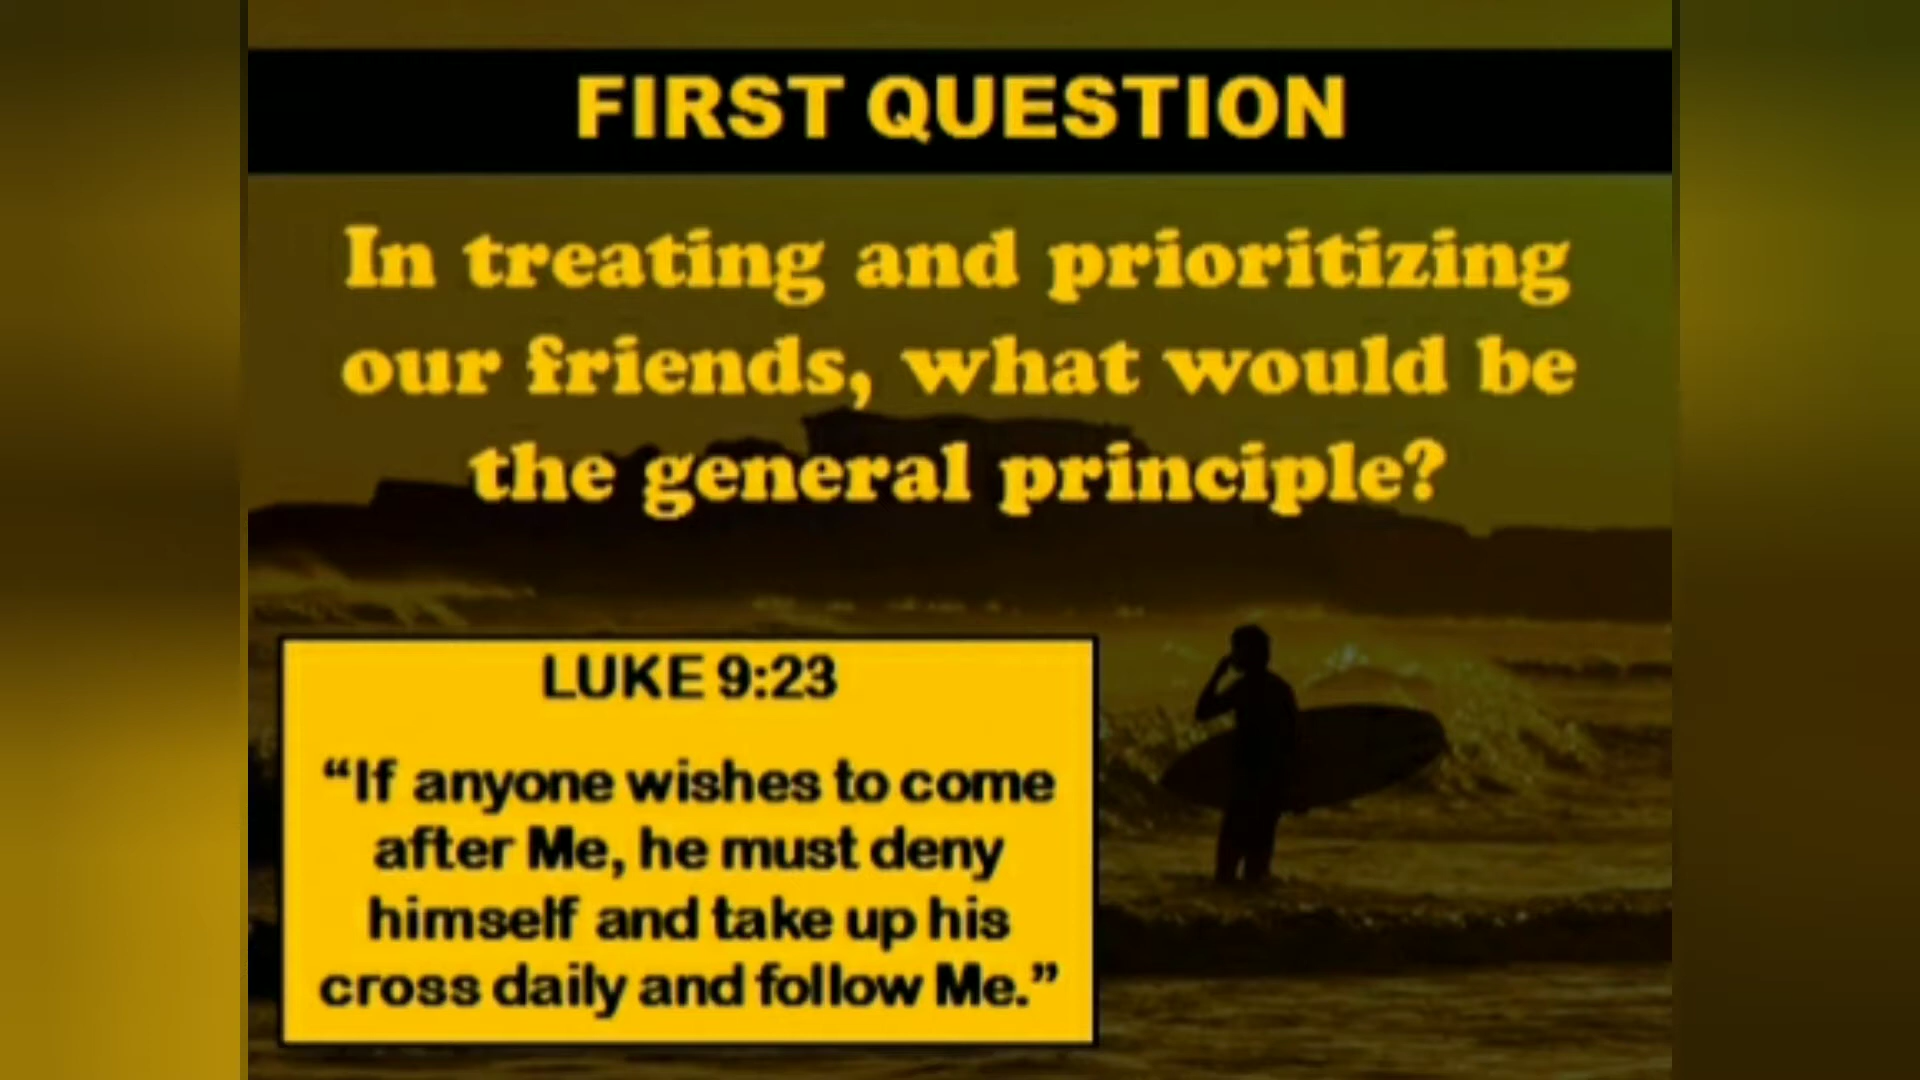 FIRST QUESTION
In treating and prioritizing
our friends, what would be
the general principle?
LUKE 9:23
“If anyone wishes to come
after Me, he must deny
himself and take up his
cross daily and follow Me.”